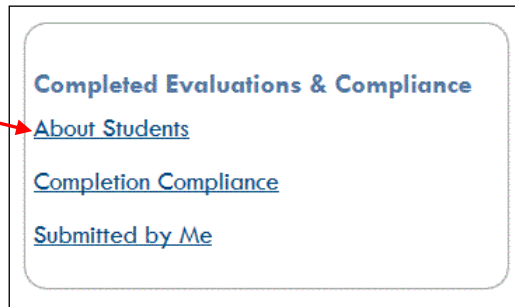 Completed Evaluations & Compliance
About Students
Completion Compliance
Submitted by Me